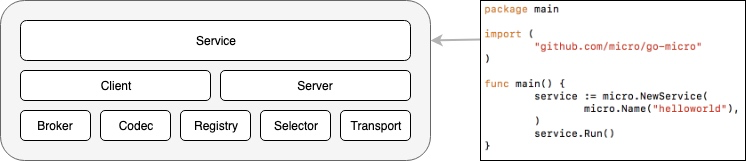 Service
Client Server
Broker Codec Registry Selector Transport
package main
import (
"github.com/micro/go-micro"
)
func main() {
service := micro.NewService(
micro.Name("helloworld"),
)
service.Run()
}